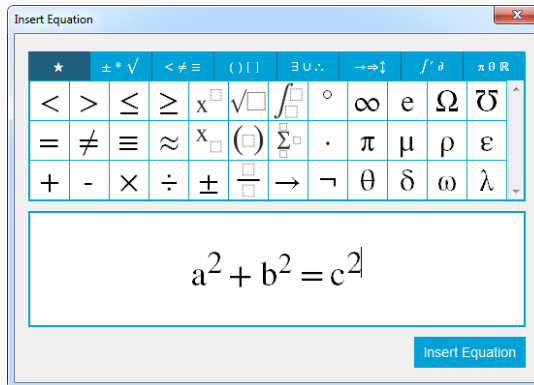 Insert Equation
★ ± * √ < ≠ ≡ ( ) [ ] ∃ ∪ ∴ →⇒↕ f ′ ∂ π θ ℝ
< > ≤ ≥ x□ √□ ∫ ° ∞ e Ω ℧
= ≠ ≡ ≈ x□ (□) Σ · π μ ρ ε
+ - × ÷ ± □/□ → ¬ θ δ ω λ
a² + b² = c²
Insert Equation